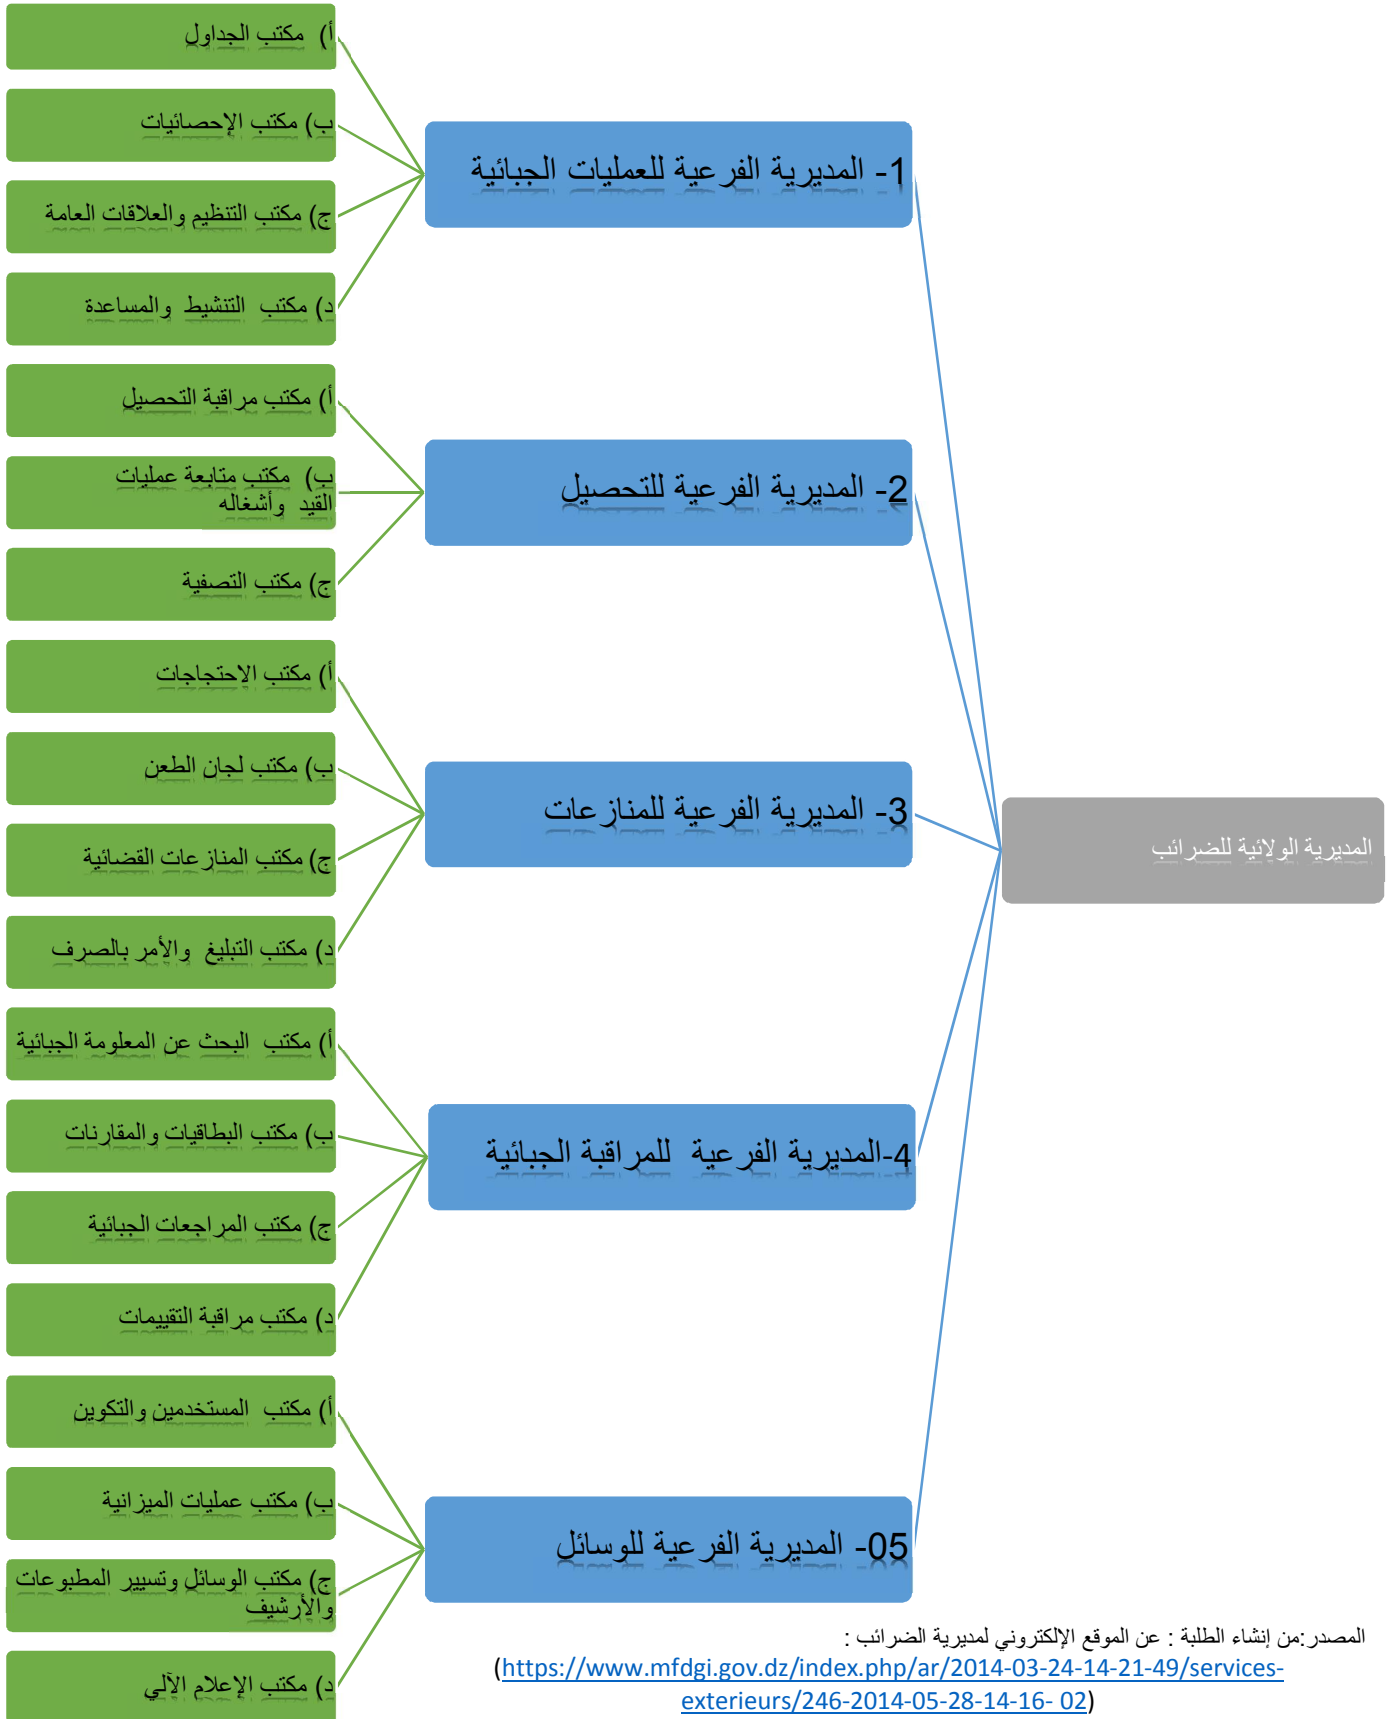 المديرية الولائية للضرائب
1- المديرية الفرعية للعمليات الجبائية
أ) مكتب الجداول
ب) مكتب الإحصائيات
ج) مكتب التنظيم والعلاقات العامة
د) مكتب التنشيط والمساعدة
2- المديرية الفرعية للتحصيل
أ) مكتب مراقبة التحصيل
ب) مكتب متابعة عمليات
القيد وأشغاله
ج) مكتب التصفية
3- المديرية الفرعية للمنازعات
أ) مكتب الاحتجاجات
ب) مكتب لجان الطعن
ج) مكتب المنازعات القضائية
د) مكتب التبليغ والأمر بالصرف
4-المديرية الفرعية للمراقبة الجبائية
أ) مكتب البحث عن المعلومة الجبائية
ب) مكتب البطاقيات والمقارنات
ج) مكتب المراجعات الجبائية
د) مكتب مراقبة التقييمات
05- المديرية الفرعية للوسائل
أ) مكتب المستخدمين والتكوين
ب) مكتب عمليات الميزانية
ج) مكتب الوسائل وتسيير المطبوعات
والأرشيف
د) مكتب الإعلام الآلي
المصدر:من إنشاء الطلبة : عن الموقع الإلكتروني لمديرية الضرائب :
(https://www.mfdgi.gov.dz/index.php/ar/2014-03-24-14-21-49/services-
exterieurs/246-2014-05-28-14-16- 02)